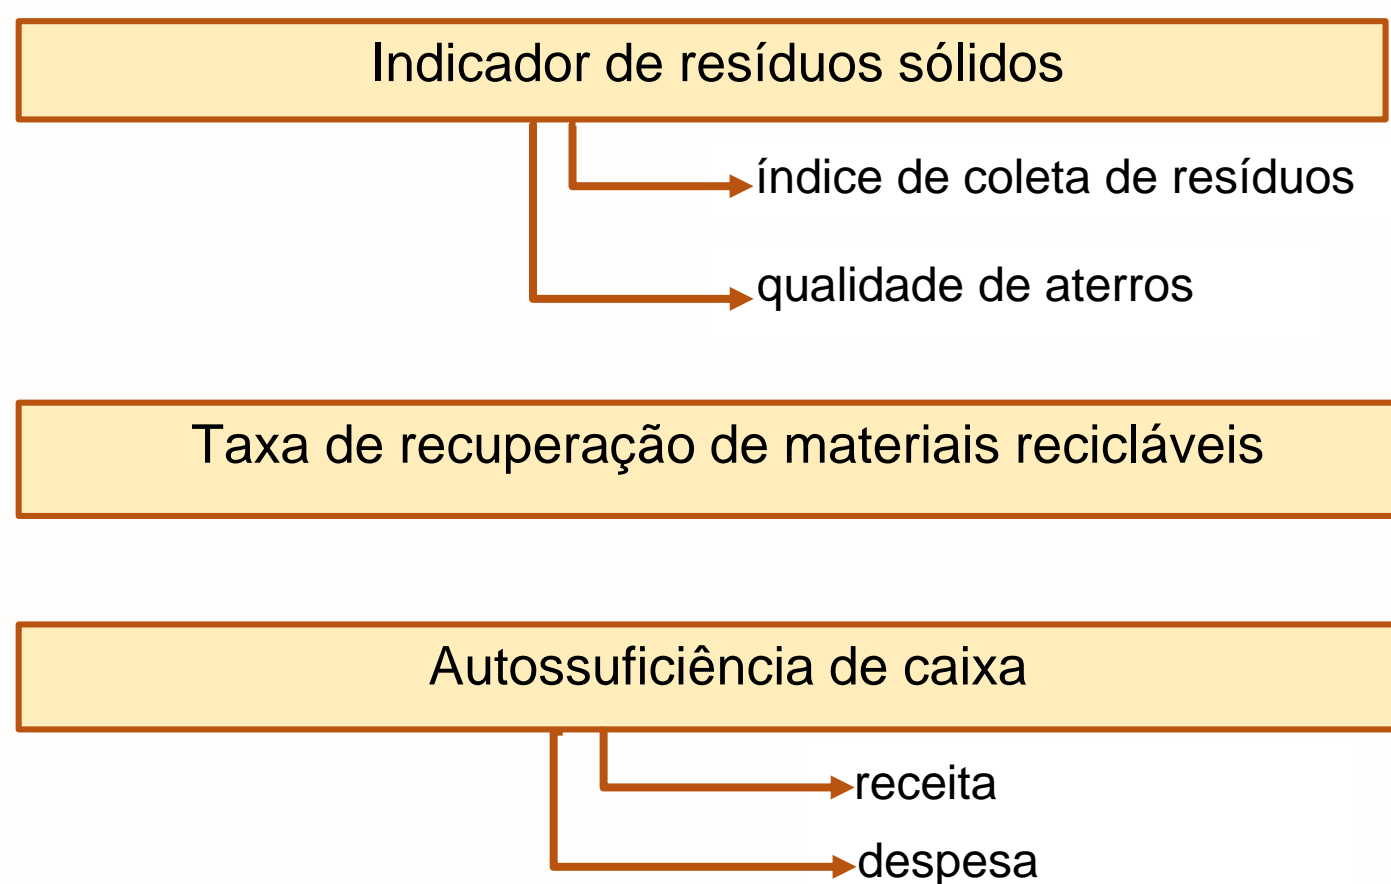 Indicador de resíduos sólidos
índice de coleta de resíduos
qualidade de aterros
Taxa de recuperação de materiais recicláveis
Autossuficiência de caixa
receita
despesa